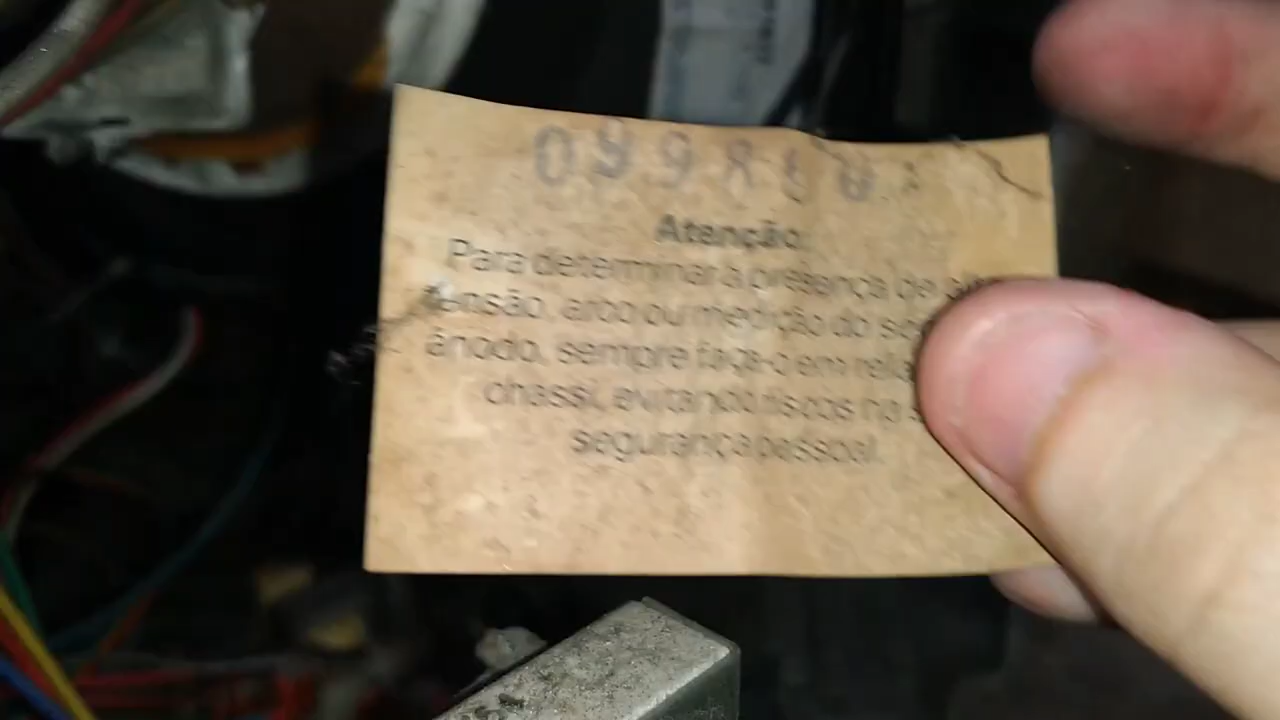 Atenção:
Para determinar a presença de
tensão, arco ou medição do
ânodo, sempre faça-o em
chassi, evitando riscos na
segurança pessoal.